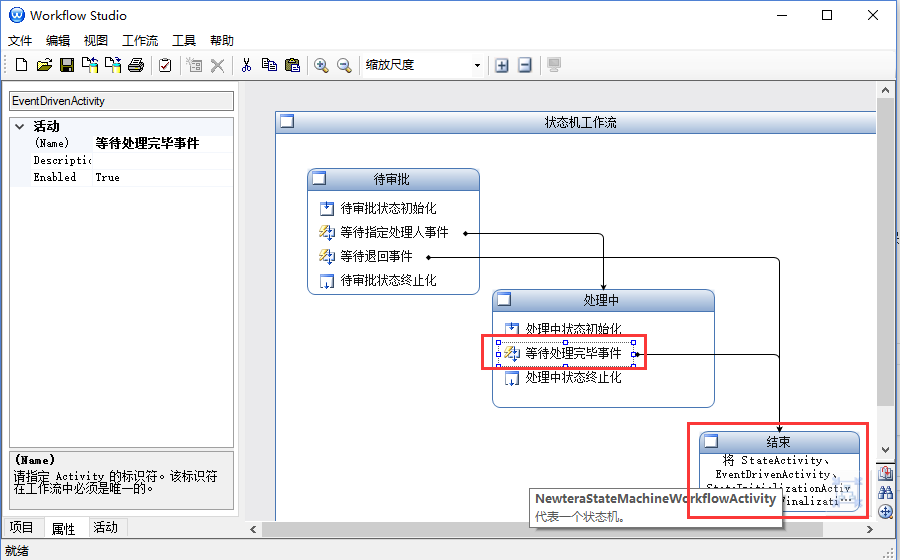 Workflow Studio
文件 编辑 视图 工作流 工具 帮助
缩放尺度
EventDrivenActivity
活动
(Name) 等待处理完毕事件
Descriptio
Enabled True
(Name)
请指定 Activity 的标识符。该标识符
在工作流中必须是唯一的。
项目 属性 活动
就绪
状态机工作流
待审批
待审批状态初始化
等待指定处理人事件
等待退回事件
待审批状态终止化
处理中
处理中状态初始化
等待处理完毕事件
处理中状态终止化
结束
将 StateActivity、
EventDrivenActivity、
StateInitializationActiv
inalizati...
NewteraStateMachineWorkflowActivity
代表一个状态机。